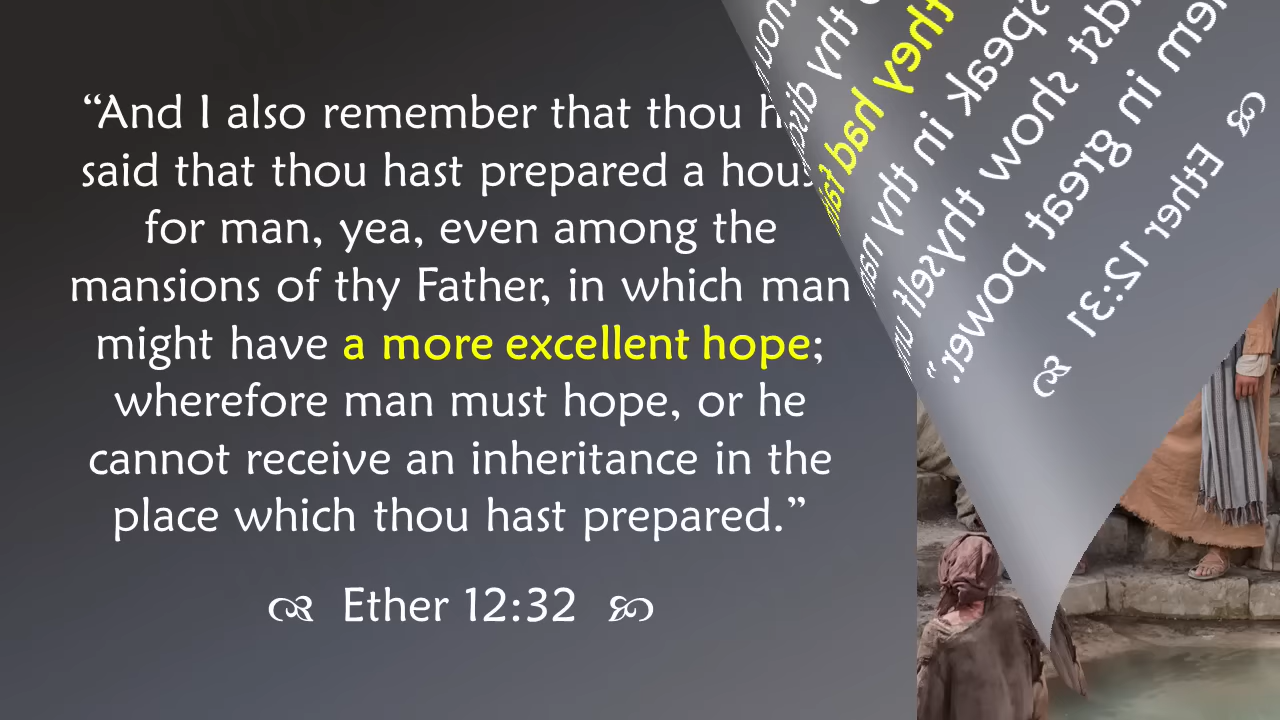 “And I also remember that thou
said that thou hast prepared a
for man, yea, even among the
mansions of thy Father, in which man
might have a more excellent hope;
wherefore man must hope, or he
cannot receive an inheritance in the
place which thou hast prepared.”
Ether 12:32
thy
they had
speak in thy
show thyself
in great power.”
Ether 12:31